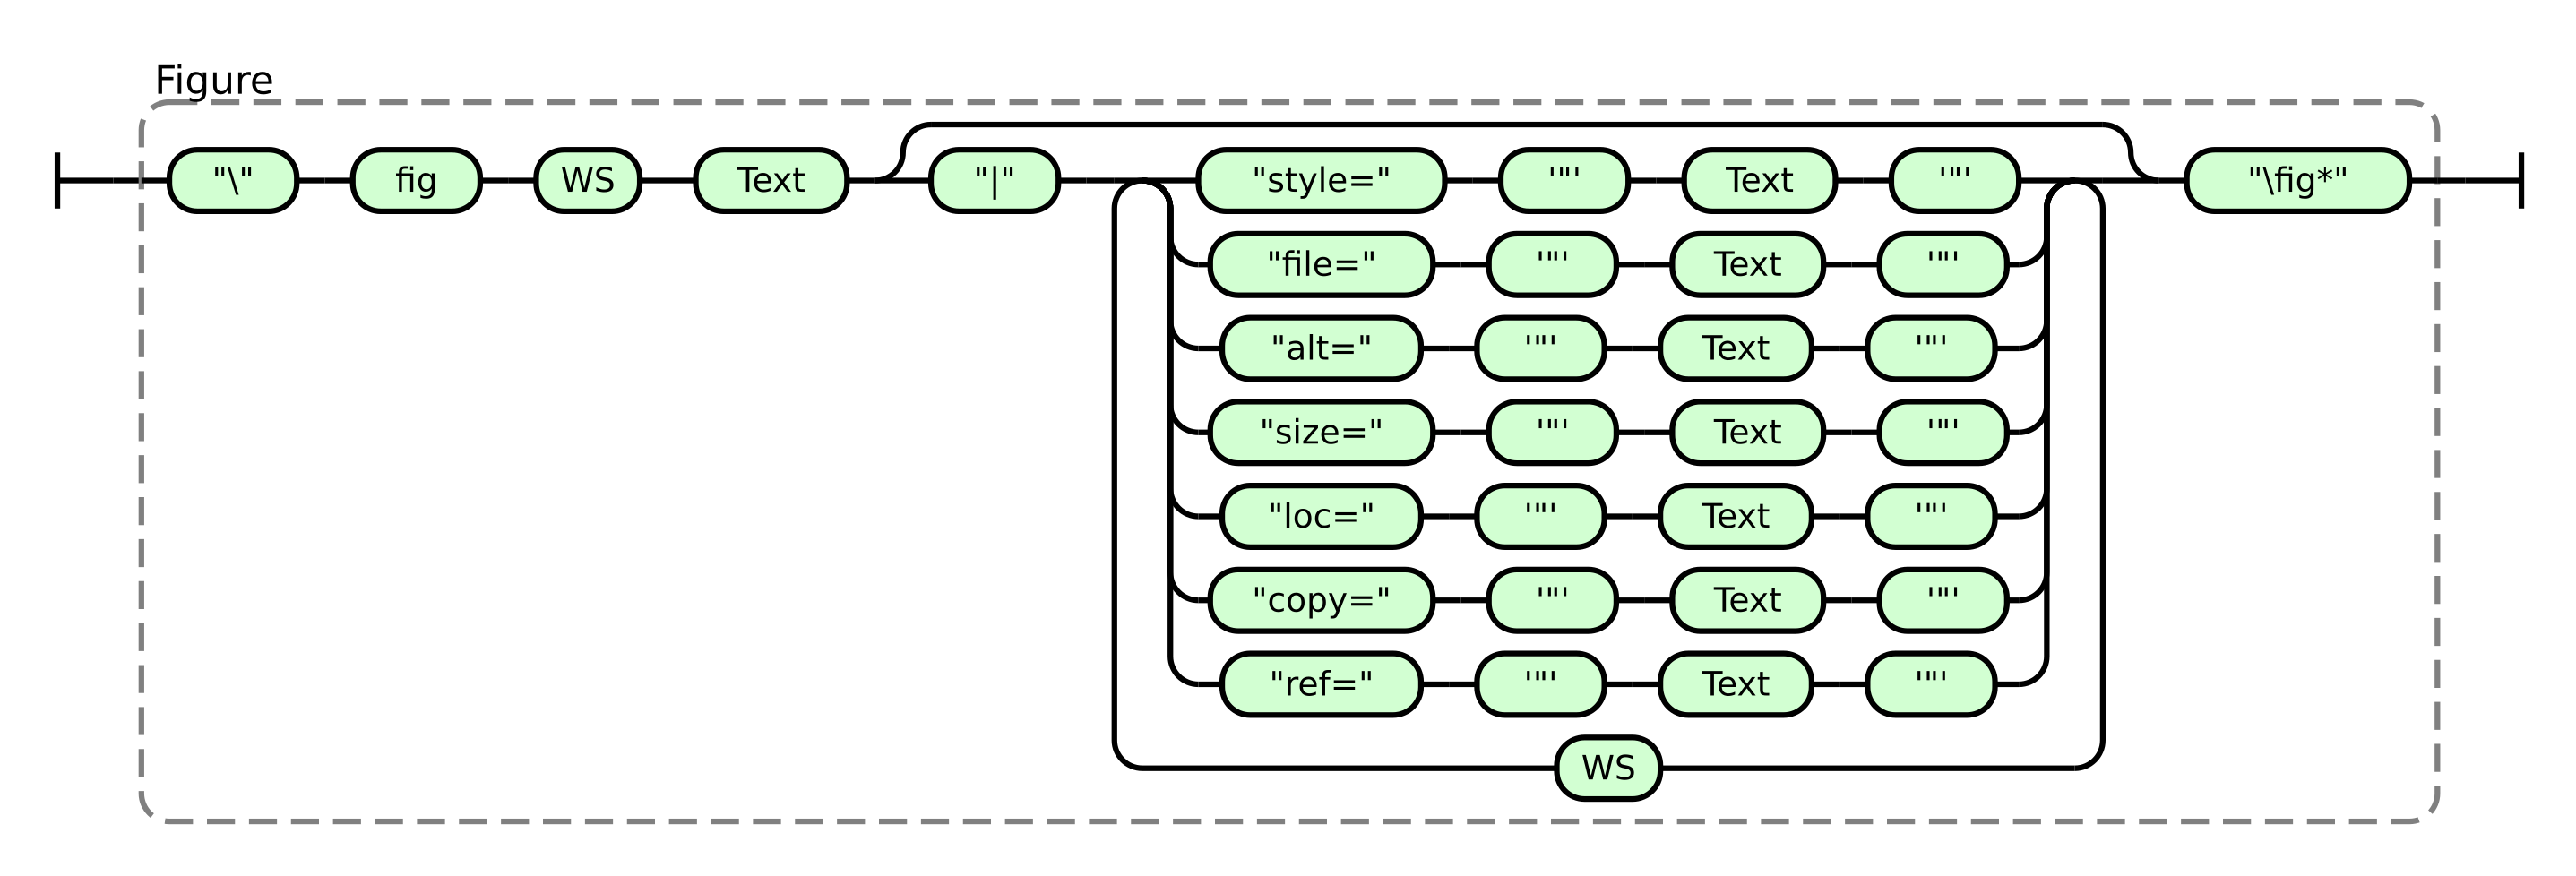 Figure
"\" fig WS Text "|" "style=" '"' Text '"' "\fig*"
"file=" '"' Text '"'
"alt=" '"' Text '"'
"size=" '"' Text '"'
"loc=" '"' Text '"'
"copy=" '"' Text '"'
"ref=" '"' Text '"'
WS